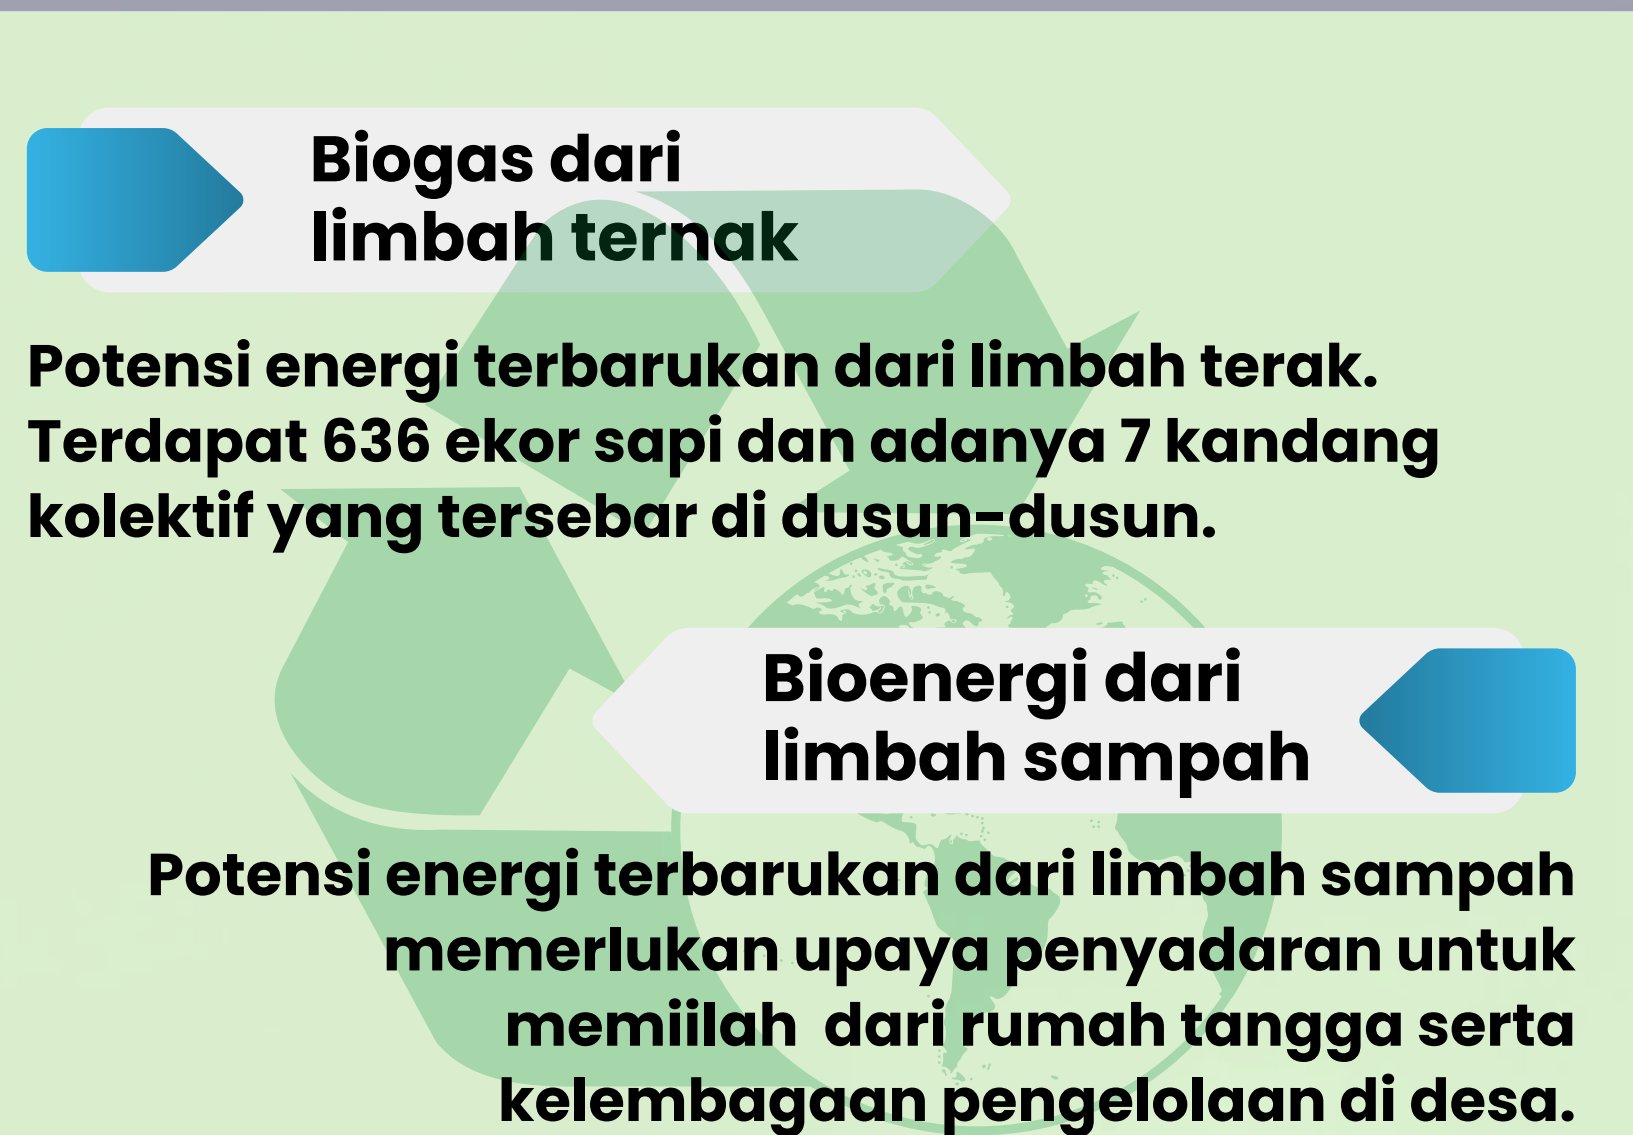 Biogas dari
limbah ternak
Potensi energi terbarukan dari limbah terak.
Terdapat 636 ekor sapi dan adanya 7 kandang
kolektif yang tersebar di dusun-dusun.
Bioenergi dari
limbah sampah
Potensi energi terbarukan dari limbah sampah
memerlukan upaya penyadaran untuk
memiilah dari rumah tangga serta
kelembagaan pengelolaan di desa.